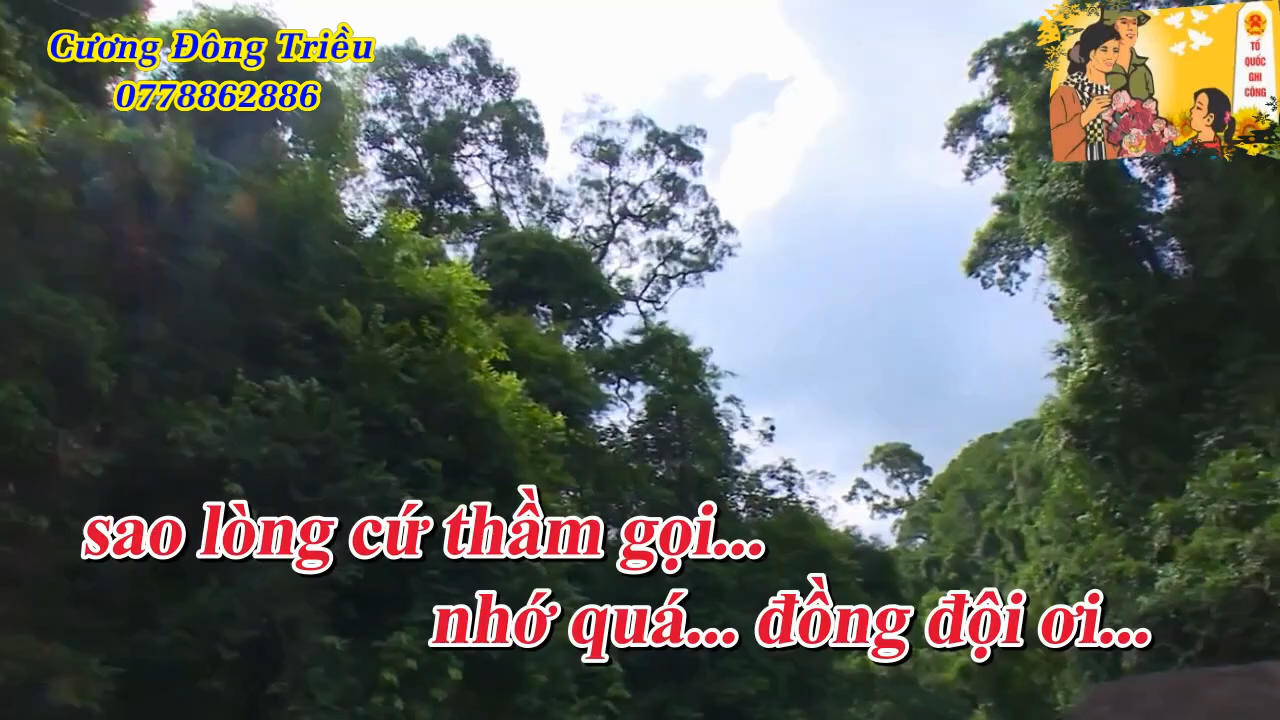 Cương Đông Triều
0778862886
TỔ
QUỐC
GHI
CÔNG
sao lòng cứ thầm gọi...
nhớ quá... đồng đội ơi...